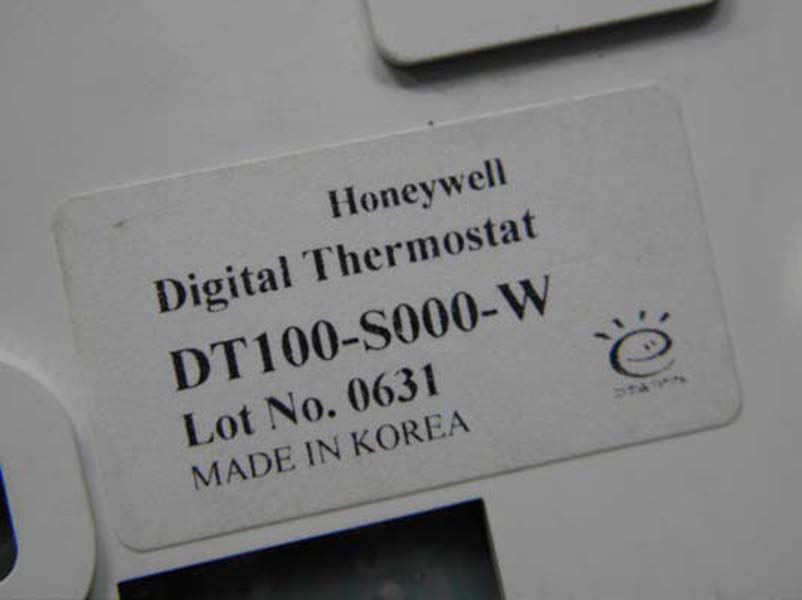 Honeywell
Digital Thermostat
DT100-S000-W
Lot No. 0631
MADE IN KOREA